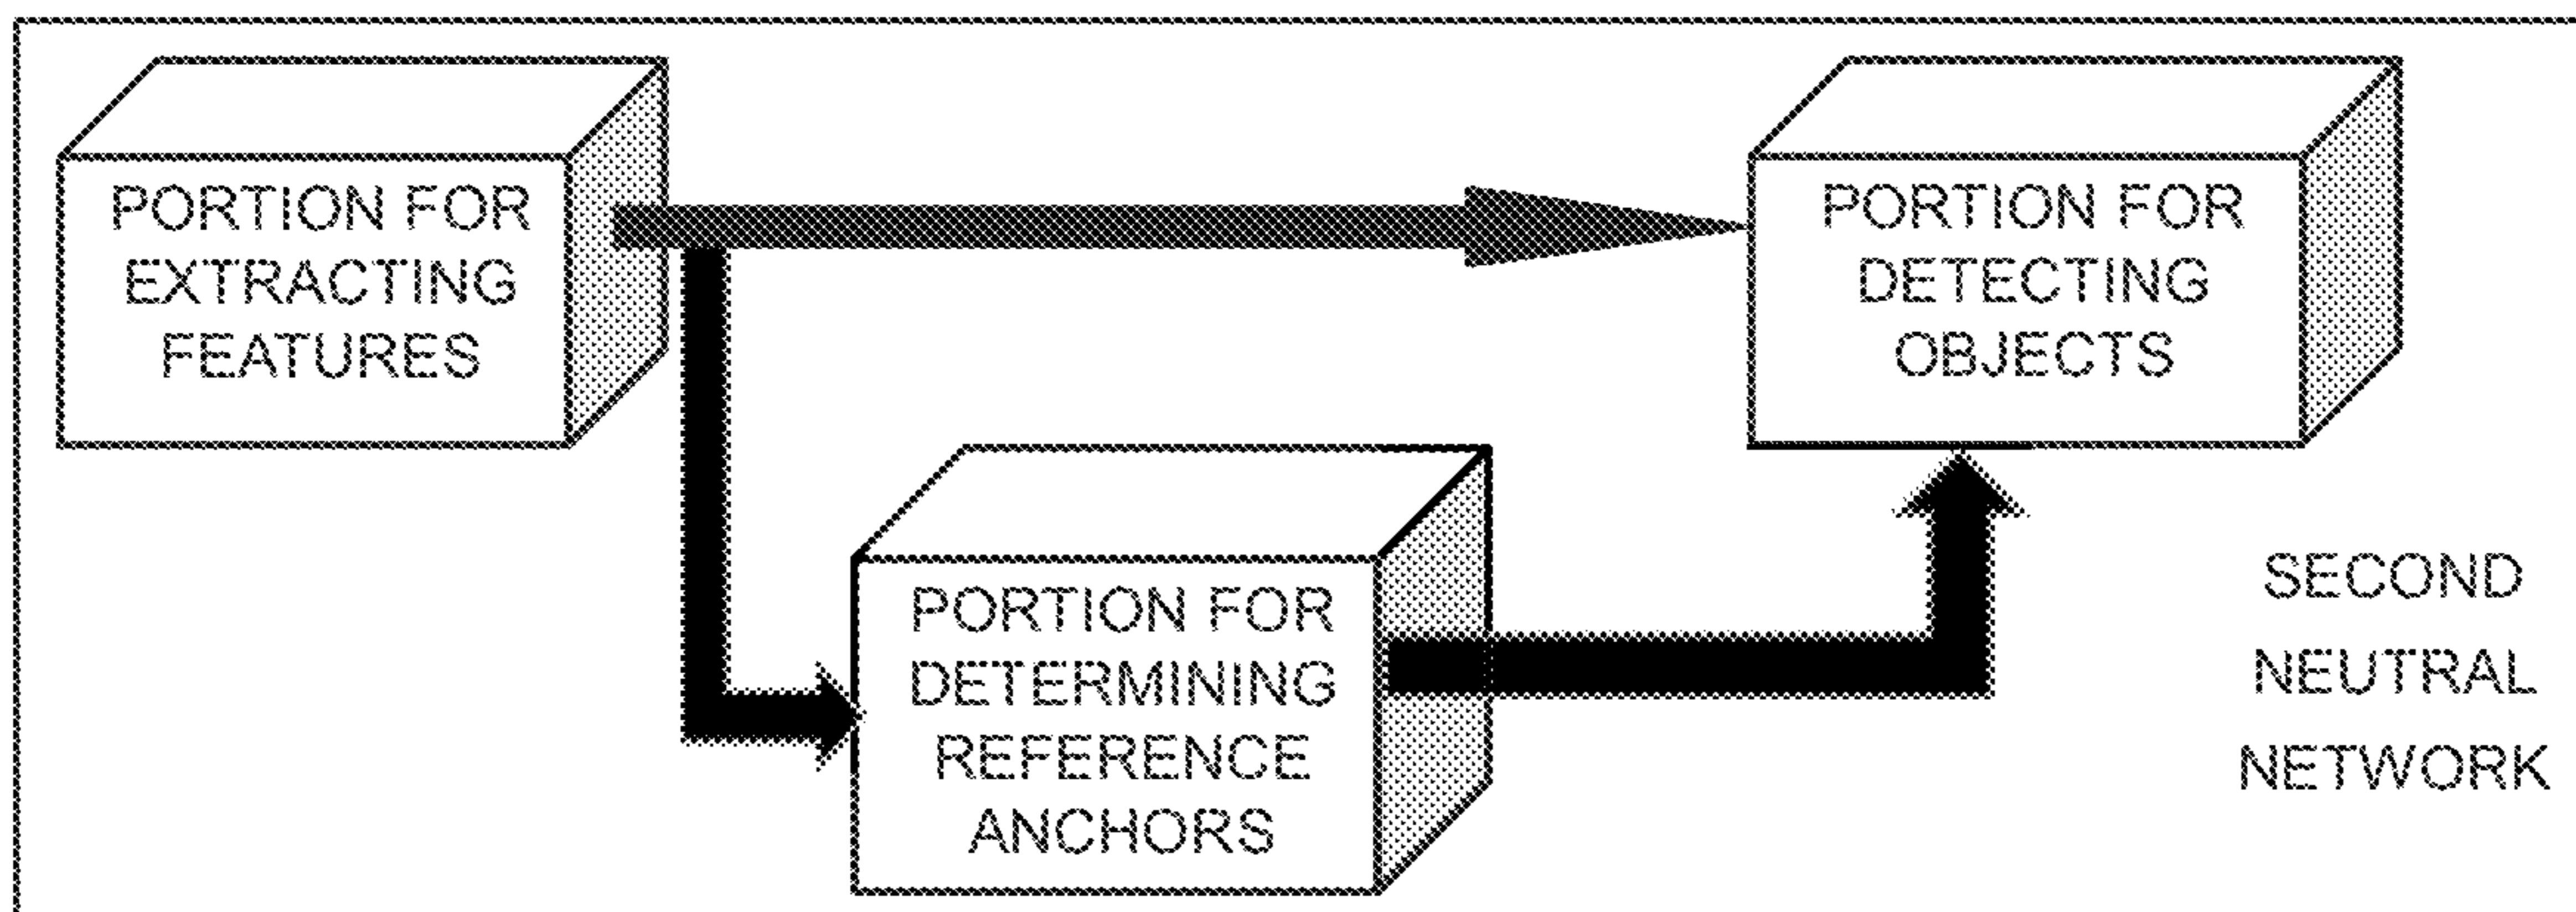 PORTION FOR
EXTRACTING
FEATURES
PORTION FOR
DETECTING
OBJECTS
PORTION FOR
DETERMINING
REFERENCE
ANCHORS
SECOND
NEUTRAL
NETWORK